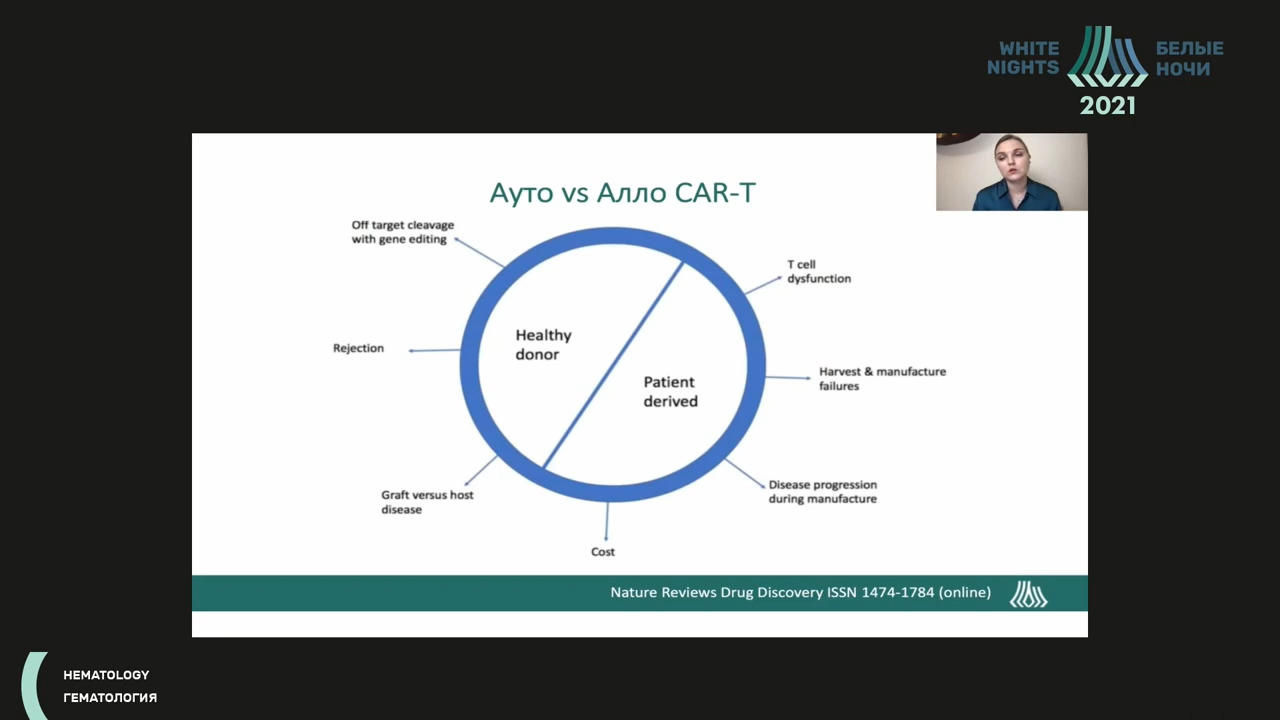 WHITE
NIGHTS
БЕЛЫЕ
НОЧИ
2021
Ауто vs Алло CAR-T
Off target cleavage
with gene editing
T cell
dysfunction
Rejection
Healthy
donor
Patient
derived
Harvest & manufacture
failures
Graft versus host
disease
Disease progression
during manufacture
Cost
Nature Reviews Drug Discovery ISSN 1474-1784 (online)
HEMATOLOGY
ГЕМАТОЛОГИЯ